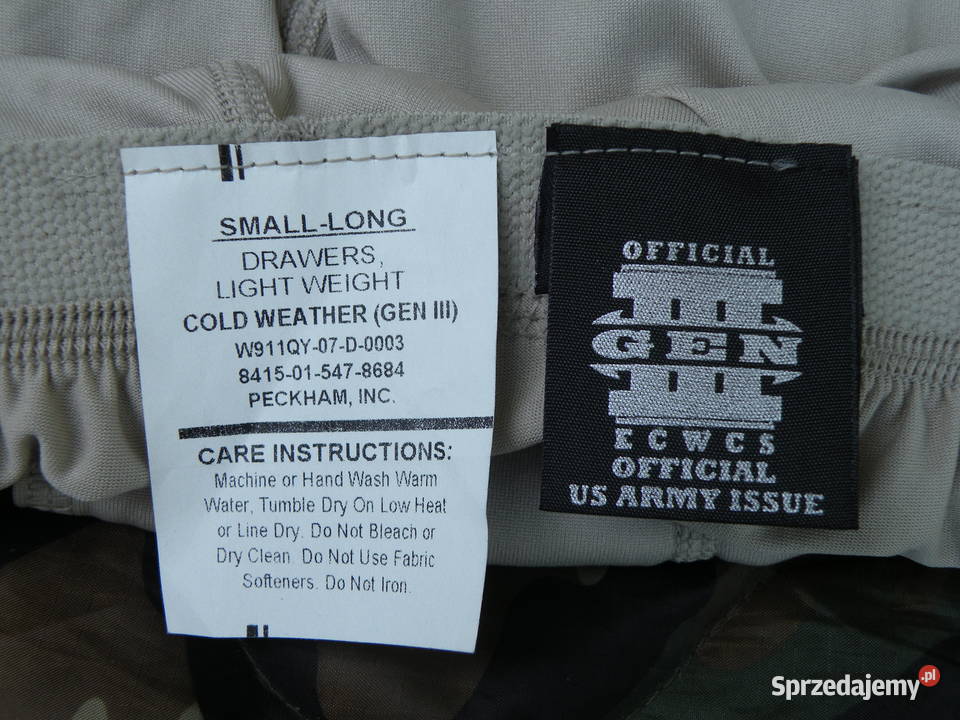 SMALL-LONG
DRAWERS,
LIGHT WEIGHT
COLD WEATHER (GEN III)
W911QY-07-D-0003
8415-01-547-8684
PECKHAM, INC.
CARE INSTRUCTIONS:
Machine or Hand Wash Warm
Water, Tumble Dry On Low Heat
or Line Dry. Do Not Bleach or
Dry Clean. Do Not Use Fabric
Softeners. Do Not Iron.
OFFICIAL
III
GEN
III
ECWCS
OFFICIAL
US ARMY ISSUE
Sprzedajemy.pl